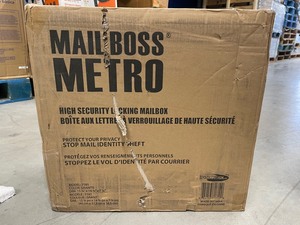 MAIL BOSS®
METRO
HIGH SECURITY LOCKING MAILBOX
BOÎTE AUX LETTRES À VERROUILLAGE DE HAUTE SÉCURITÉ
PROTECT YOUR PRIVACY
STOP MAIL IDENTITY THEFT
PROTÉGEZ VOS RENSEIGNEMENTS PERSONNELS
STOPPEZ LE VOL D'IDENTITÉ PAR COURRIER